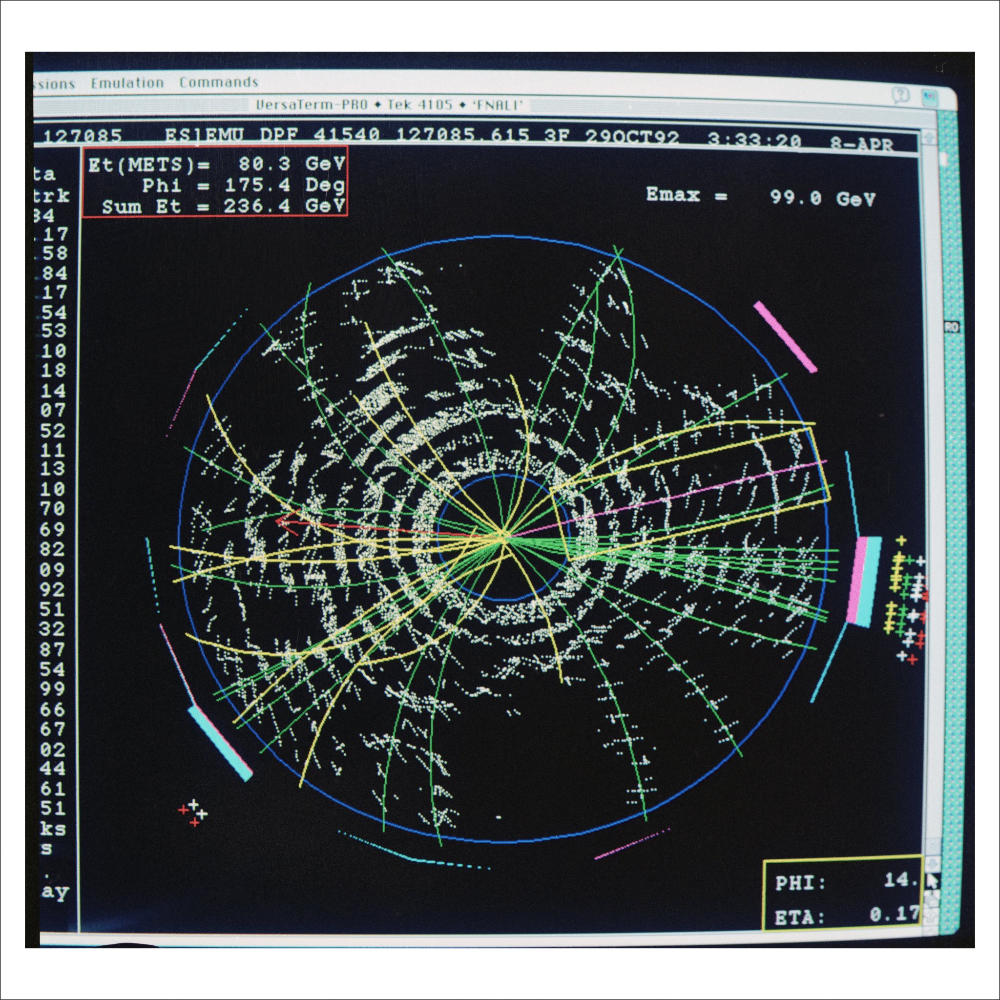 ssions Emulation Commands
VersaTerm-PRO ♦ Tek 4105 ♦ ‘FNALI’
127085 ES1EMU DPF 41540 127085.615 3F 29OCT92 3:33:20 8-APR
Et(METS)= 80.3 GeV
Phi = 175.4 Deg
Sum Et = 236.4 GeV
Emax = 99.0 GeV
ta
trk
34
.17
.58
.84
.17
.54
.53
10
18
14
07
52
11
13
10
70
69
82
09
92
51
32
87
54
99
66
67
02
44
61
51
ks
s
.
ay
RO
PHI: 14.
ETA: 0.17